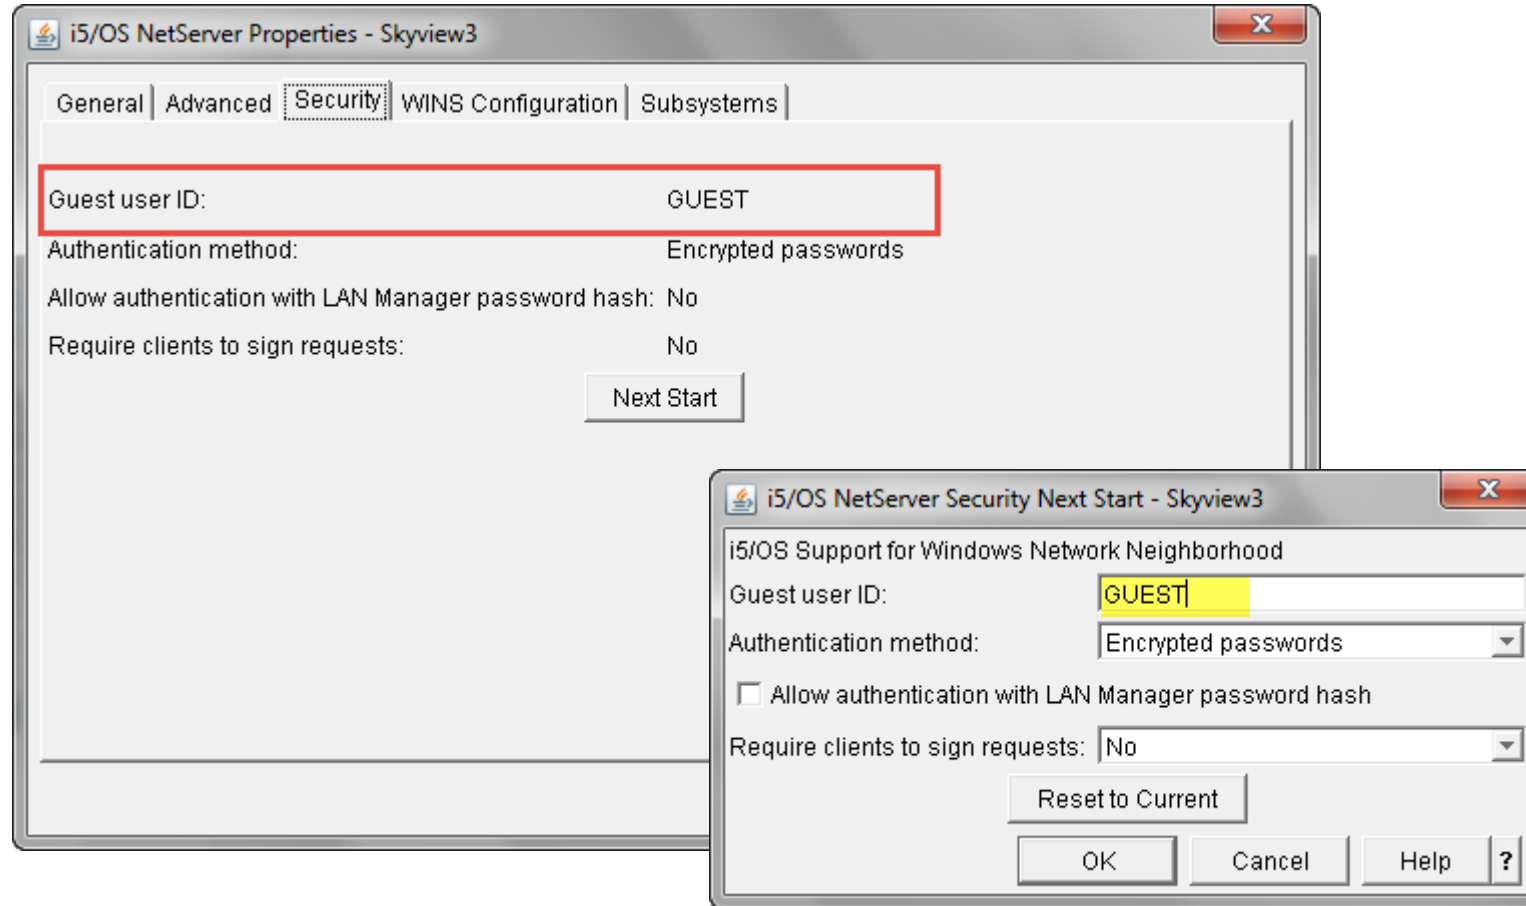 i5/OS NetServer Properties - Skyview3
General Advanced Security WINS Configuration Subsystems
Guest user ID: GUEST
Authentication method: Encrypted passwords
Allow authentication with LAN Manager password hash: No
Require clients to sign requests: No
Next Start
i5/OS NetServer Security Next Start - Skyview3
i5/OS Support for Windows Network Neighborhood
Guest user ID: GUEST
Authentication method: Encrypted passwords
Allow authentication with LAN Manager password hash
Require clients to sign requests: No
Reset to Current
OK Cancel Help ?